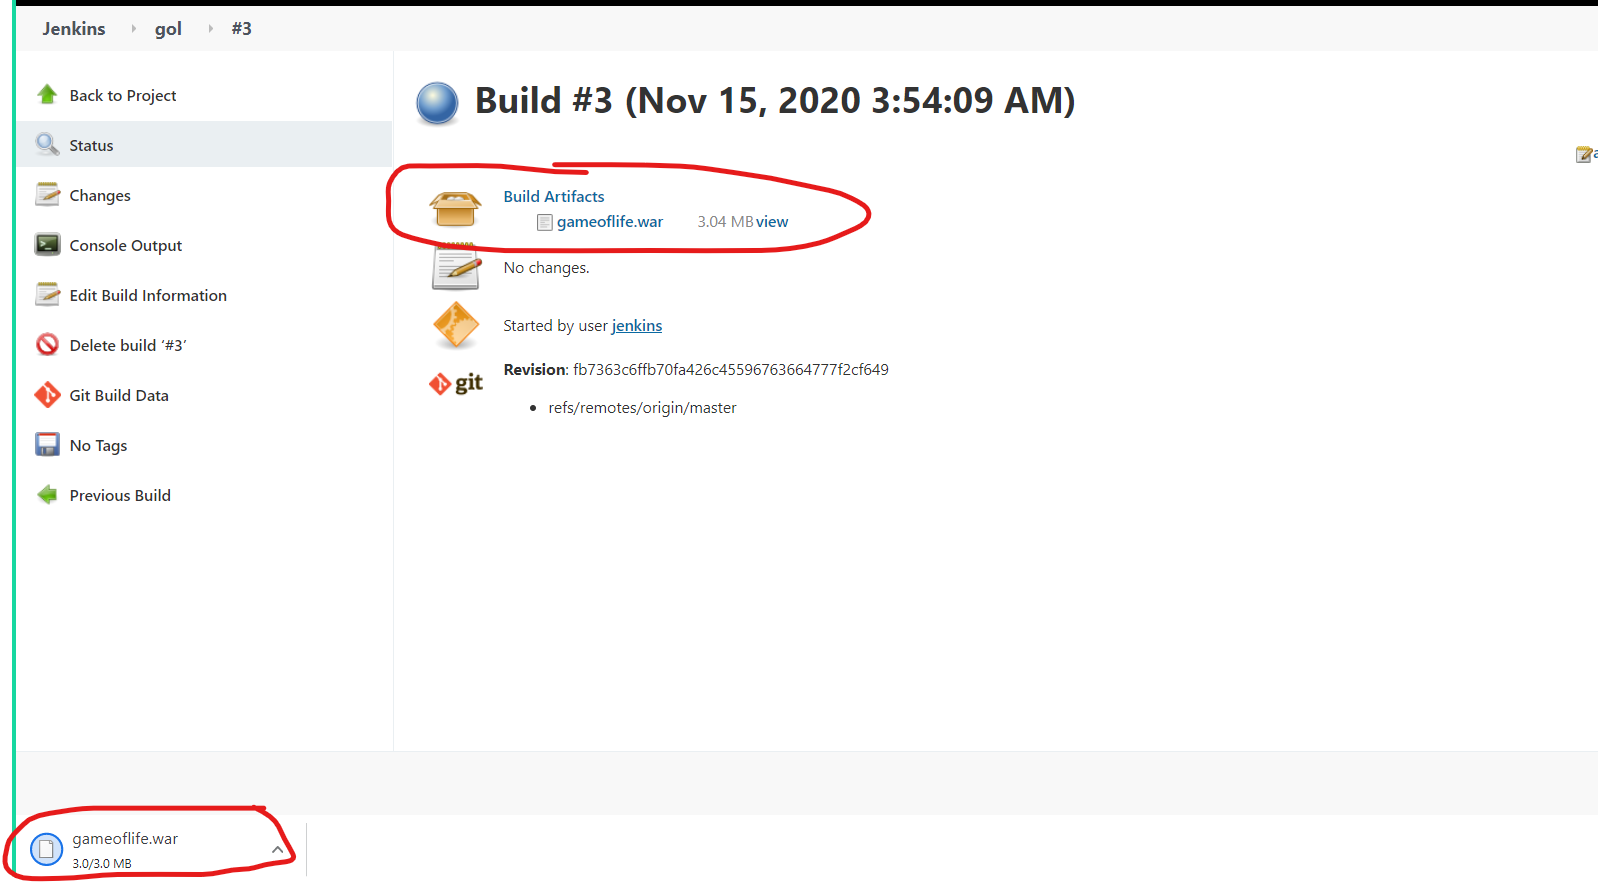 Jenkins gol #3
Back to Project
Status
Changes
Console Output
Edit Build Information
Delete build ‘#3’
Git Build Data
No Tags
Previous Build
Build #3 (Nov 15, 2020 3:54:09 AM)
Build Artifacts
gameoflife.war 3.04 MB view
No changes.
Started by user jenkins
git
Revision: fb7363c6ffb70fa426c45596763664777f2cf649
refs/remotes/origin/master
gameoflife.war
3.0/3.0 MB